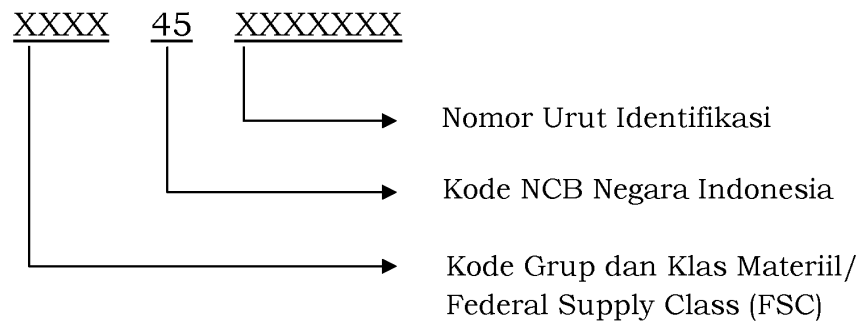 XXXX 45 XXXXXXX
Nomor Urut Identifikasi
Kode NCB Negara Indonesia
Kode Grup dan Klas Materiil/
Federal Supply Class (FSC)